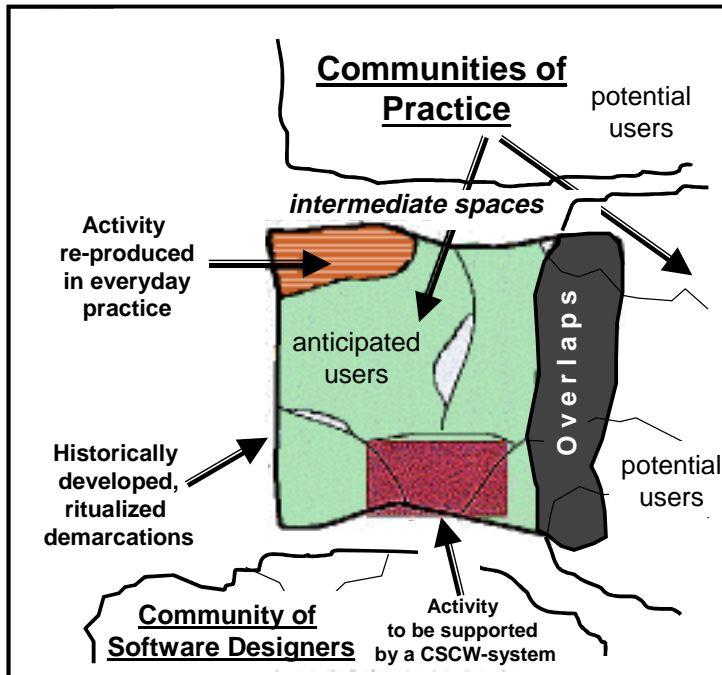 Communities of
Practice
potential
users
intermediate spaces
Activity
re-produced
in everyday
practice
anticipated
users
Overlaps
Historically
developed,
ritualized
demarcations
potential
users
Community of
Software Designers
Activity
to be supported
by a CSCW-system